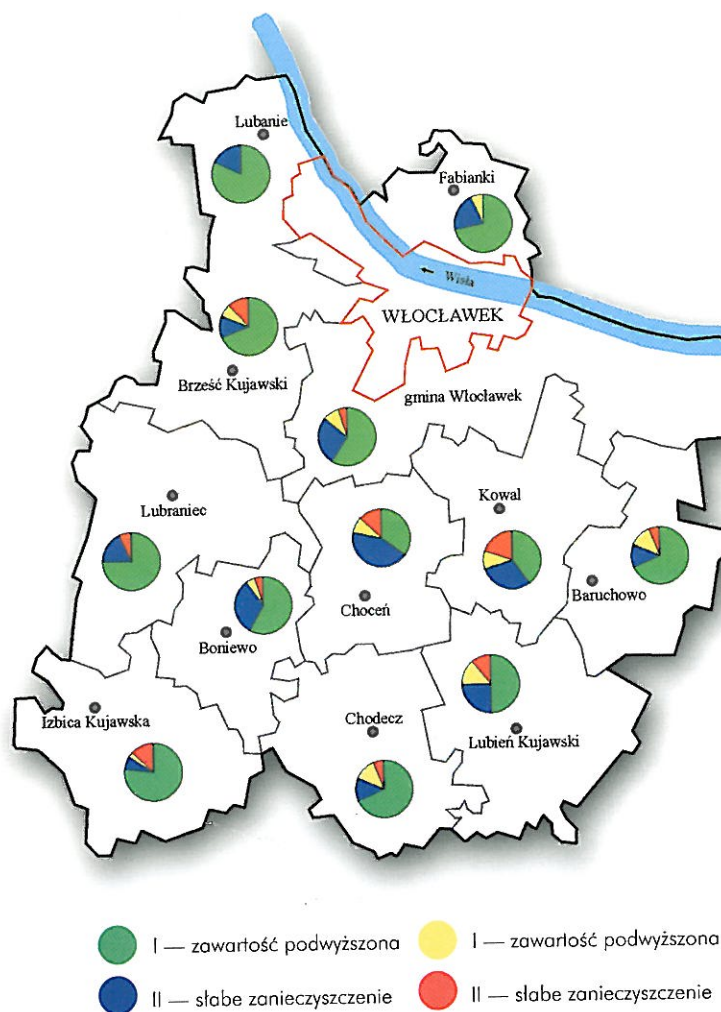 Lubanie
Fabianki
Wisła
WŁOCŁAWEK
Brześć Kujawski
gmina Włocławek
Lubraniec
Kowal
Baruchowo
Choceń
Boniewo
Izbica Kujawska
Chodecz
Lubień Kujawski
I — zawartość podwyższona
I — zawartość podwyższona
II — słabe zanieczyszczenie
II — słabe zanieczyszczenie